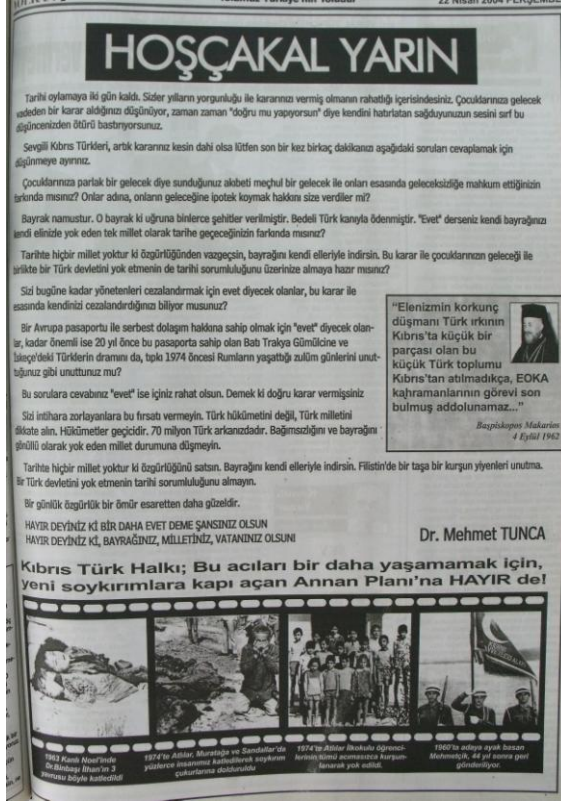 22 Nisan 2004 PERŞEMBE
HOŞÇAKAL YARIN
Tarihi oylamaya iki gün kaldı. Sizler yılların yorgunluğu ile kararınızı vermiş olmanın rahatlığı içerisindesiniz. Çocuklarınıza gelecek
vadeden bir karar aldığınızı düşünüyor, zaman zaman "doğru mu yapıyorsun" diye kendini hatırlatan sağduyunuzun sesini sırf bu
düşüncenizden ötürü bastırıyorsunuz.
Sevgili Kıbrıs Türkleri, artık kararınız kesin dahi olsa lütfen son bir kez birkaç dakikanızı aşağıdaki soruları cevaplamak için
düşünmeye ayırınız.
Çocuklarınıza parlak bir gelecek diye sunduğunuz akıbeti meçhul bir gelecek ile onları esasında geleceksizliğe mahkum ettiğinizin
farkında mısınız? Onlar adına, onların geleceğine ipotek koymak hakkını size verdiler mi?
Bayrak namustur. O bayrak ki uğruna binlerce şehitler verilmiştir. Bedeli Türk kanıyla ödenmiştir. "Evet" derseniz kendi bayrağınızı
kendi elinizle yok eden tek millet olarak tarihe geçeceğinizin farkında mısınız?
Tarihte hiçbir millet yoktur ki özgürlüğünden vazgeçsin, bayrağını kendi elleriyle indirsin. Bu karar ile çocuklarınızın geleceği ile
birlikte bir Türk devletini yok etmenin de tarihi sorumluluğunu üzerinize almaya hazır mısınız?
Sizi bugüne kadar yönetenleri cezalandırmak için evet diyecek olanlar, bu karar ile
esasında kendinizi cezalandırdığınızı biliyor musunuz?
Bir Avrupa pasaportu ile serbest dolaşım hakkına sahip olmak için "evet" diyecek olan-
lar, kadar önemli ise 20 yıl önce bu pasaporta sahip olan Batı Trakya Gümülcine ve
İskeçe'deki Türklerin dramını da, tıpkı 1974 öncesi Rumların yaşattığı zulüm günlerini unut-
tuğunuz gibi unuttunuz mu?
Bu sorulara cevabınız "evet" ise içiniz rahat olsun. Demek ki doğru karar vermişsiniz
Sizi intihara zorlayanlara bu fırsatı vermeyin. Türk hükümetini değil, Türk milletini
dikkate alın. Hükümetler geçicidir. 70 milyon Türk arkanızdadır. Bağımsızlığını ve bayrağını
gönüllü olarak yok eden millet durumuna düşmeyin.
Tarihte hiçbir millet yoktur ki özgürlüğünü satsın. Bayrağını kendi elleriyle indirsin. Filistin'de bir taşa bir kurşun yiyenleri unutma.
Bir Türk devletini yok etmenin tarihi sorumluluğunu almayın.
Bir günlük özgürlük bir ömür esaretten daha güzeldir.
HAYIR DEYİNİZ Kİ BİR DAHA EVET DEME ŞANSINIZ OLSUN
HAYIR DEYİNİZ Kİ, BAYRAĞINIZ, MİLLETİNİZ, VATANINIZ OLSUN!
Dr. Mehmet TUNCA
"Elenizmin korkunç
düşmanı Türk ırkının
Kıbrıs'ta küçük bir
parçası olan bu
küçük Türk toplumu
Kıbrıs'tan atılmadıkça, EOKA
kahramanlarının görevi son
bulmuş addolunamaz..."
Başpiskopos Makarios
4 Eylül 1962
Kıbrıs Türk Halkı; Bu acıları bir daha yaşamamak için,
yeni soykırımlara kapı açan Annan Planı'na HAYIR de!
1963 Kanlı Noel'inde
Dr.Binbaşı İlhan'ın 3
yavrusu böyle katledildi
1974'te Atlılar, Muratağa ve Sandallar'da
yüzlerce insanımız katledilerek soykırım
çukurlarına dolduruldu
1974'te Atlılar İlkokulu öğrenci-
lerinin tümü acımasızca kurşun-
lanarak yok edildi.
1960'ta adaya ayak basan
Mehmetçik, 44 yıl sonra geri
gönderiliyor.